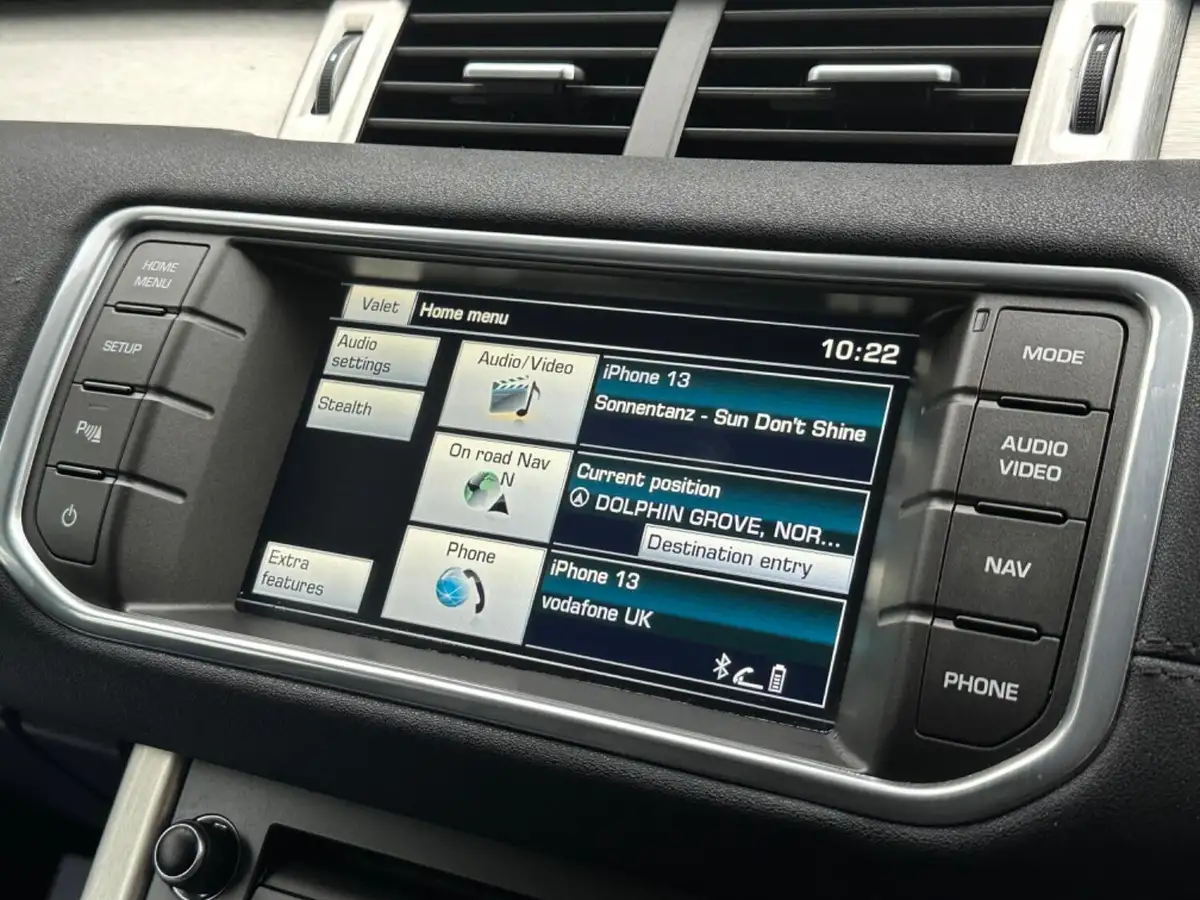 HOME
MENU
SETUP
P
Valet
Home menu
10:22
Audio
settings
Stealth
Extra
features
Audio/Video
iPhone 13
Sonnentanz - Sun Don't Shine
On road Nav
N
Current position
DOLPHIN GROVE, NOR...
Destination entry
Phone
iPhone 13
vodafone UK
MODE
AUDIO
VIDEO
NAV
PHONE